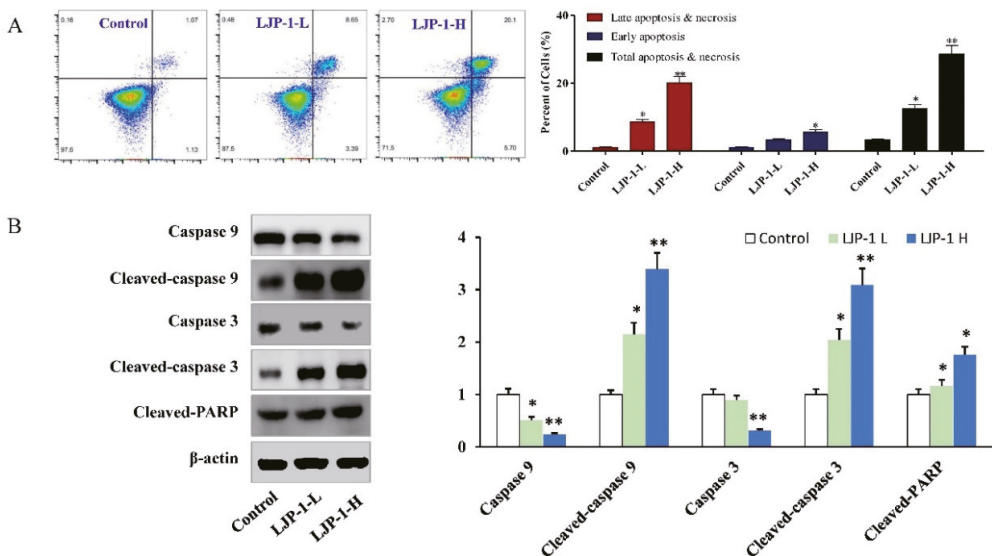 A
Control
0.16
1.07
97.6
1.13
LJP-1-L
0.48
8.65
3.39
LJP-1-H
2.70
20.1
71.5
5.70
Late apoptosis & necrosis
Early apoptosis
Total apoptosis & necrosis
Percent of Cells (%)
40
20
0
*
**
*
*
**
Control
LJP-1-L
LJP-1-H
Control
LJP-1-L
LJP-1-H
Control
LJP-1-L
LJP-1-H
B
Caspase 9
Cleaved-caspase 9
Caspase 3
Cleaved-caspase 3
Cleaved-PARP
β-actin
Control
LJP-1-L
LJP-1-H
Control
LJP-1 L
LJP-1 H
4
3
2
1
0
*
**
*
**
**
*
**
*
*
Caspase 9
Cleaved-caspase 9
Caspase 3
Cleaved-caspase 3
Cleaved-PARP